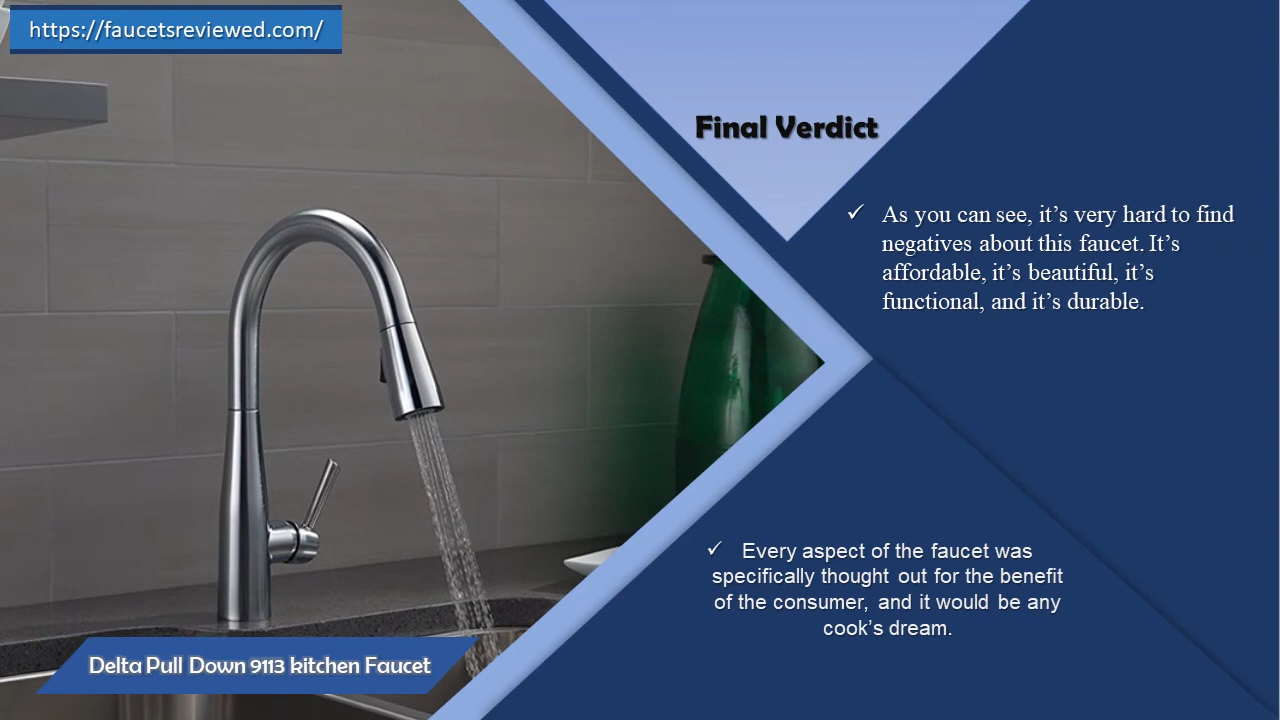 https://faucetsreviewed.com/
Final Verdict
✓ As you can see, it’s very hard to find
negatives about this faucet. It’s
affordable, it’s beautiful, it’s
functional, and it’s durable.
✓ Every aspect of the faucet was
specifically thought out for the benefit
of the consumer, and it would be any
cook’s dream.
Delta Pull Down 9113 kitchen Faucet